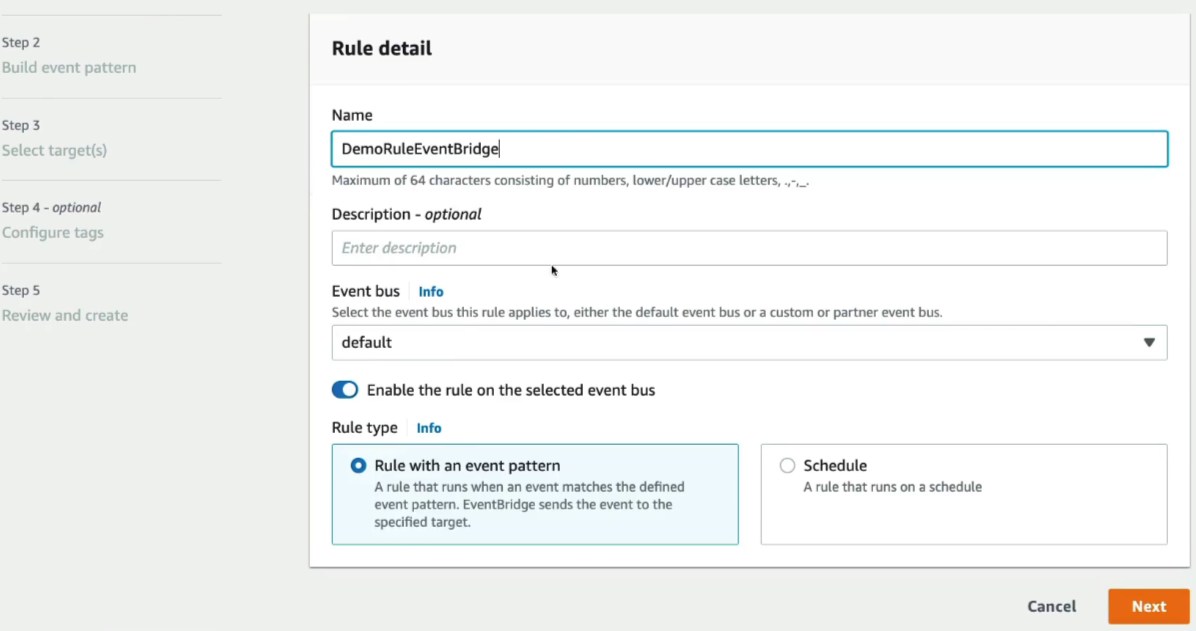 Step 2
Build event pattern
Step 3
Select target(s)
Step 4 - optional
Configure tags
Step 5
Review and create
Rule detail
Name
DemoRuleEventBridge
Maximum of 64 characters consisting of numbers, lower/upper case letters, .,-,_.
Description - optional
Enter description
Event bus Info
Select the event bus this rule applies to, either the default event bus or a custom or partner event bus.
default
Enable the rule on the selected event bus
Rule type Info
Rule with an event pattern
A rule that runs when an event matches the defined
event pattern. EventBridge sends the event to the
specified target.
Schedule
A rule that runs on a schedule
Cancel
Next